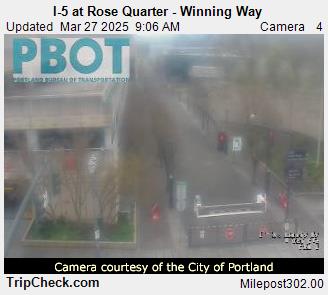 I-5 at Rose Quarter - Winning Way
Updated Mar 27 2025 9:06 AM Camera 4
PBOT
PORTLAND BUREAU OF TRANSPORTATION
Camera courtesy of the City of Portland
TripCheck.com Milepost302.00